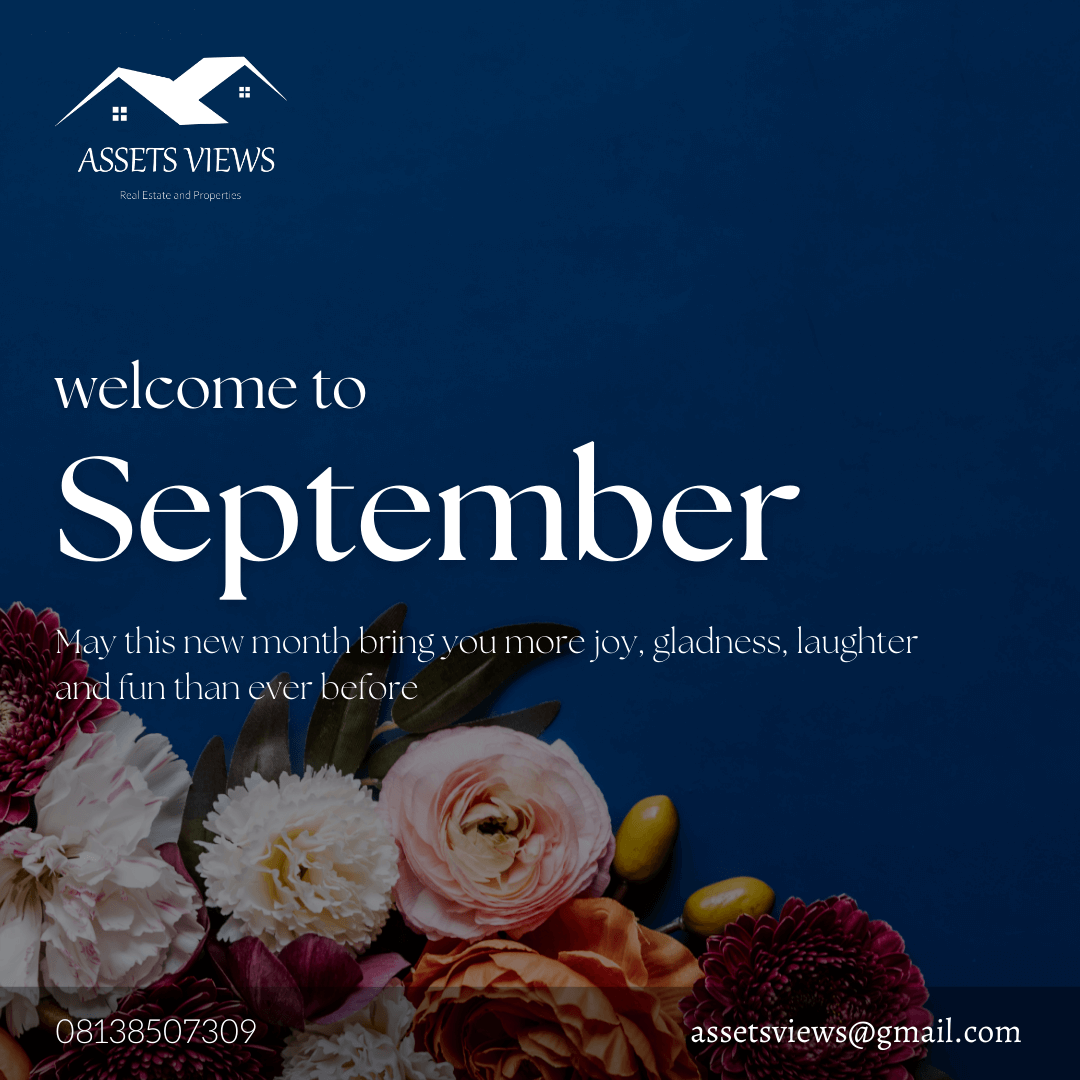 ASSETS VIEWS
Real Estate and Properties
welcome to
September
May this new month bring you more joy, gladness, laughter
and fun than ever before
08138507309
assetsviews@gmail.com